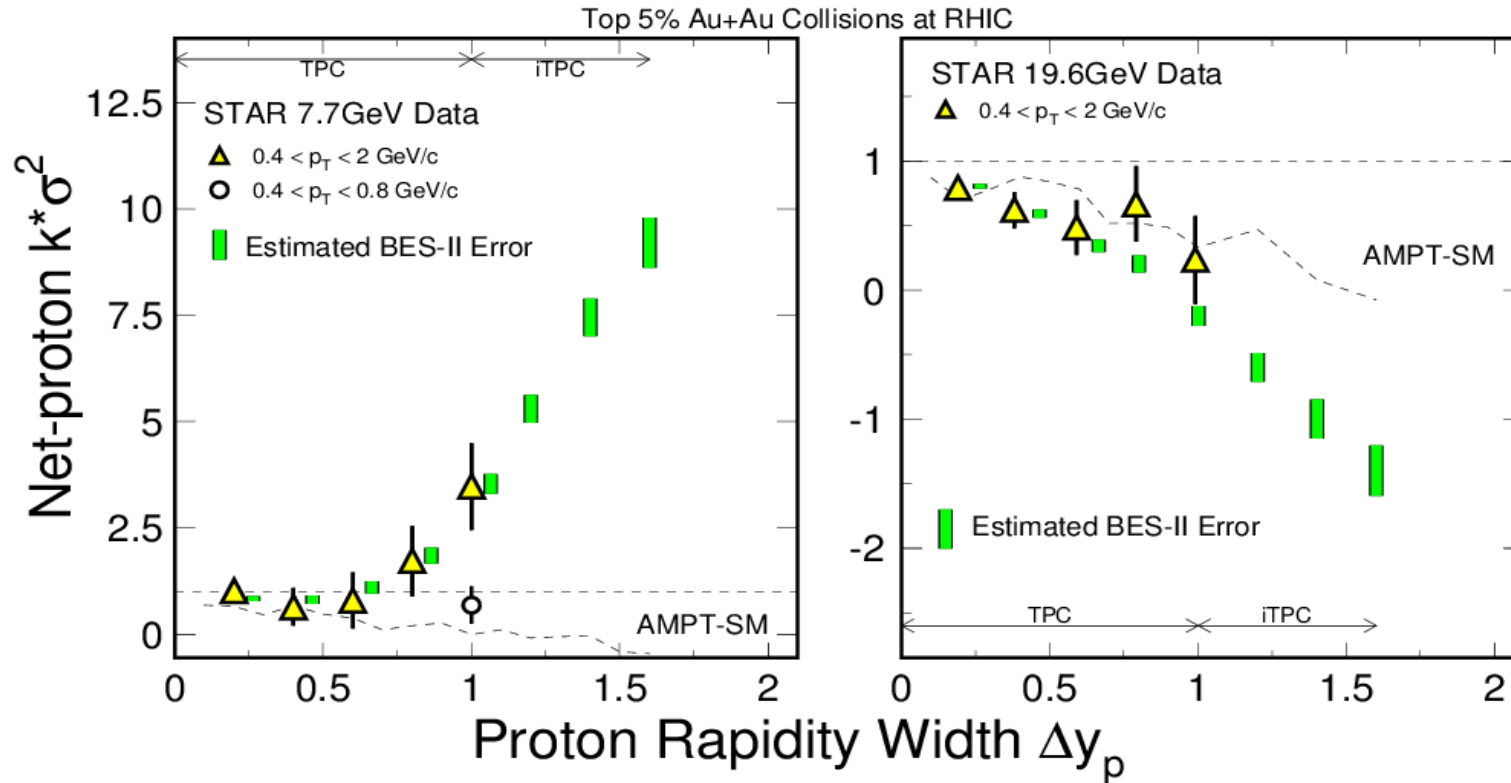 Top 5% Au+Au Collisions at RHIC
Net-proton k*σ²
TPC
iTPC
STAR 7.7GeV Data
0.4 < p_T < 2 GeV/c
0.4 < p_T < 0.8 GeV/c
Estimated BES-II Error
AMPT-SM
12.5
10
7.5
5
2.5
0
0
0.5
1
1.5
2
STAR 19.6GeV Data
0.4 < p_T < 2 GeV/c
AMPT-SM
Estimated BES-II Error
TPC
iTPC
1
0
-1
-2
0
0.5
1
1.5
2
Proton Rapidity Width Δy_p